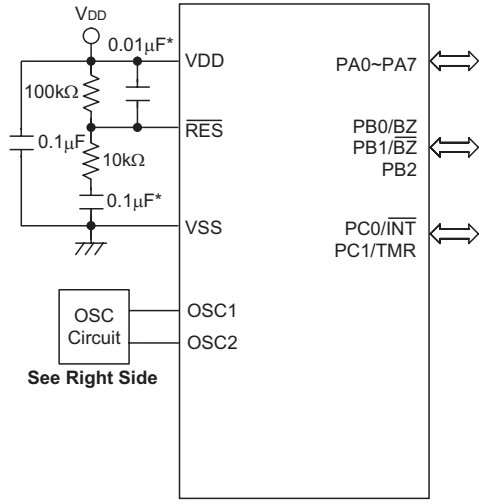 VDD
0.01μF*
VDD
PA0~PA7
100kΩ
RES
PB0/BZ
0.1μF
PB1/BZ
10kΩ
PB2
0.1μF*
VSS
PC0/INT
PC1/TMR
OSC
Circuit
OSC1
OSC2
See Right Side